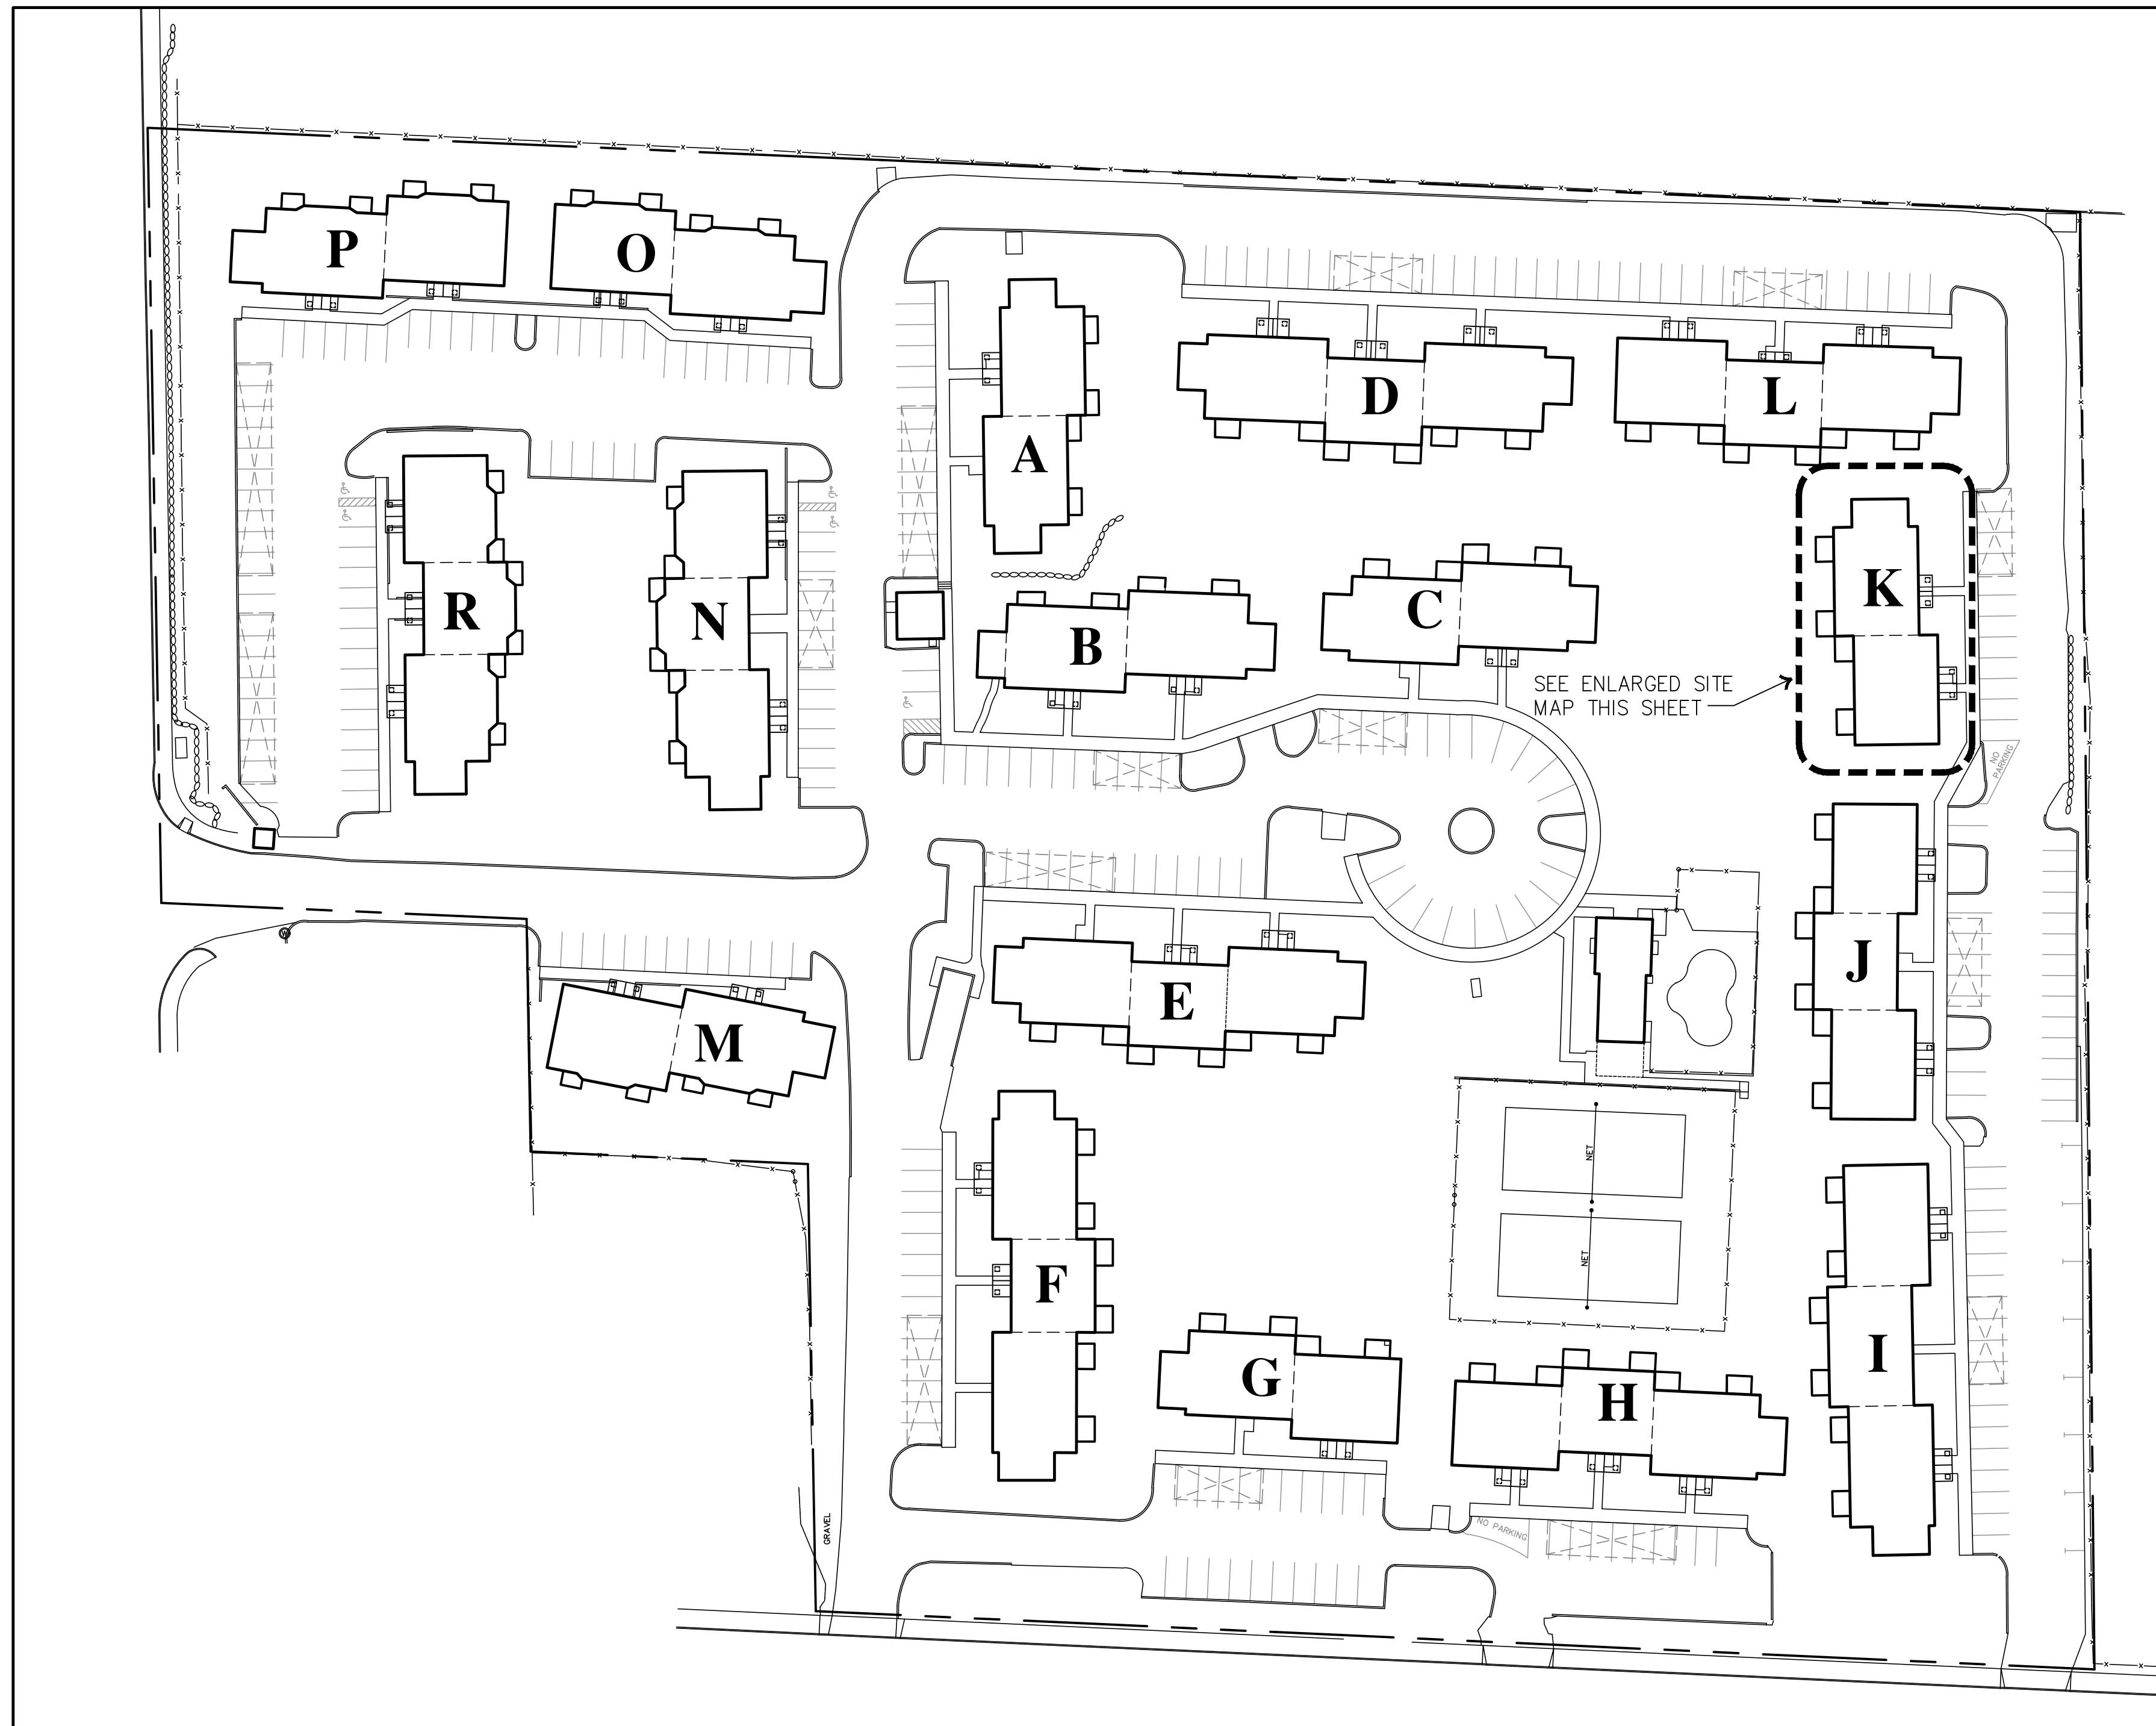 P
O
D
L
A
K
R
N
B
C
SEE ENLARGED SITE
MAP THIS SHEET
NO
PARKING
J
E
M
NET
NET
F
I
G
H
NO PARKING
GRAVEL